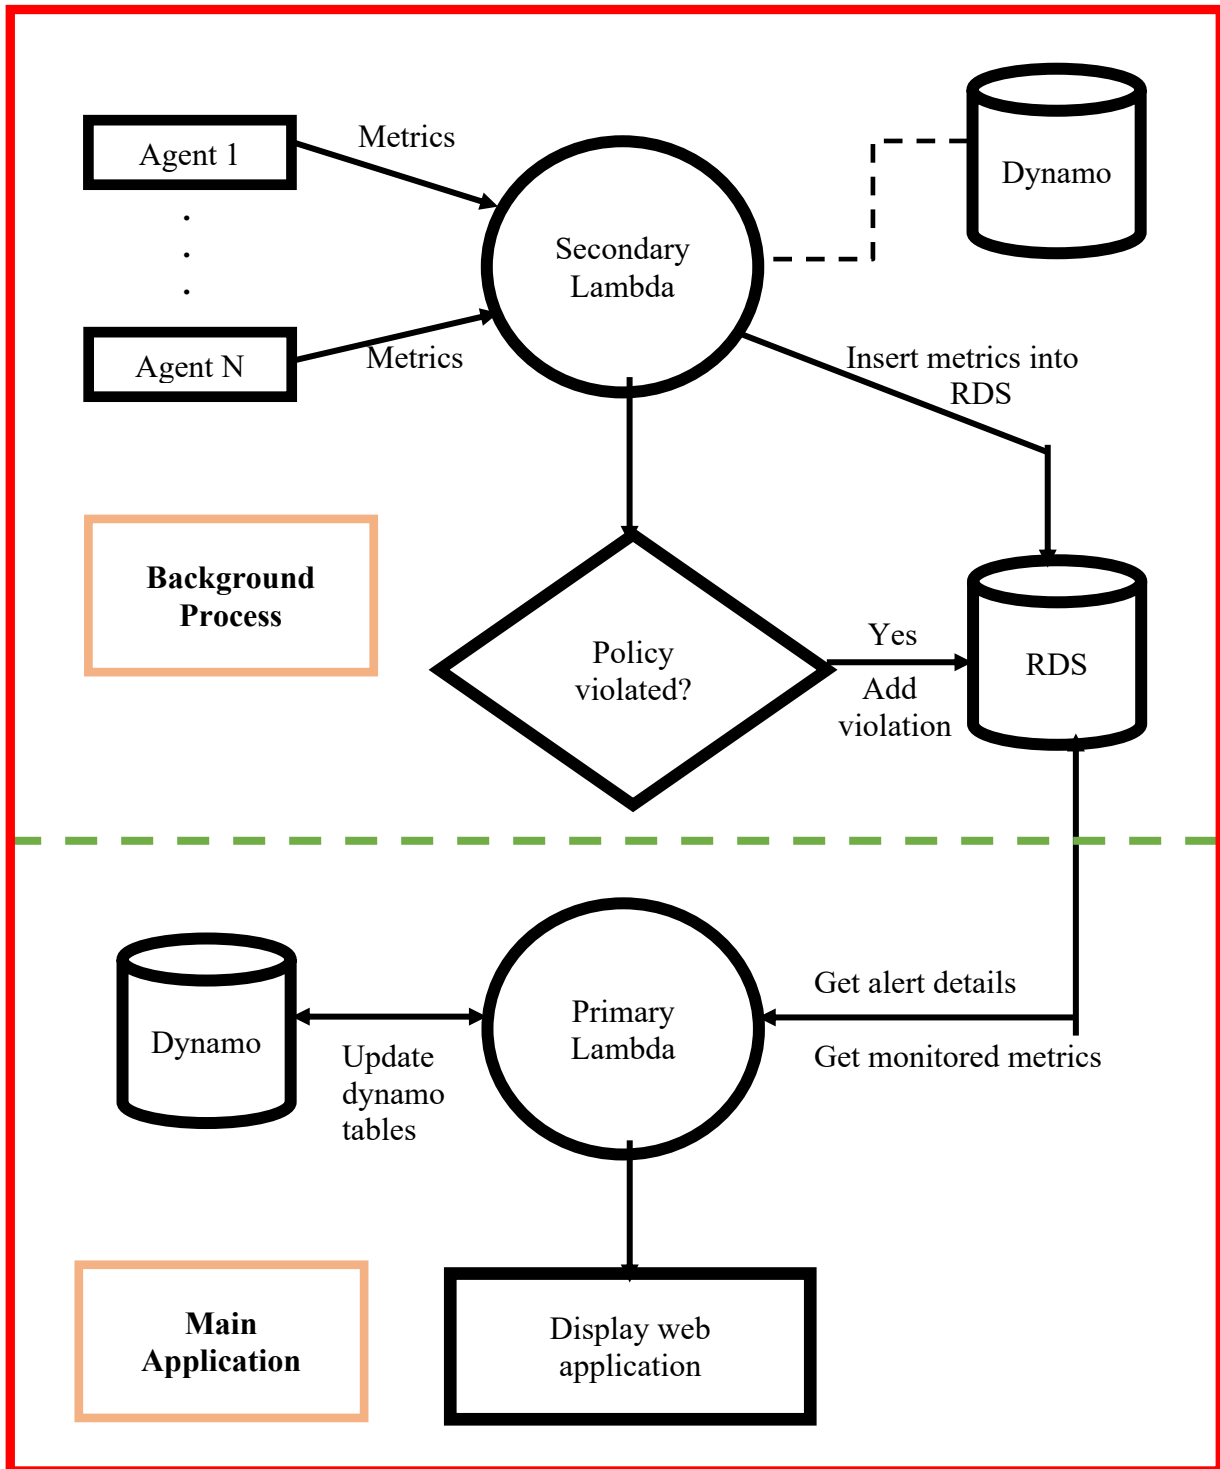 Agent 1
Metrics
Secondary
Lambda
Dynamo
.
.
.
Agent N
Metrics
Insert metrics into
RDS
Background
Process
Policy
violated?
Yes
Add
violation
RDS
Dynamo
Update
dynamo
tables
Primary
Lambda
Get alert details
Get monitored metrics
Main
Application
Display web
application